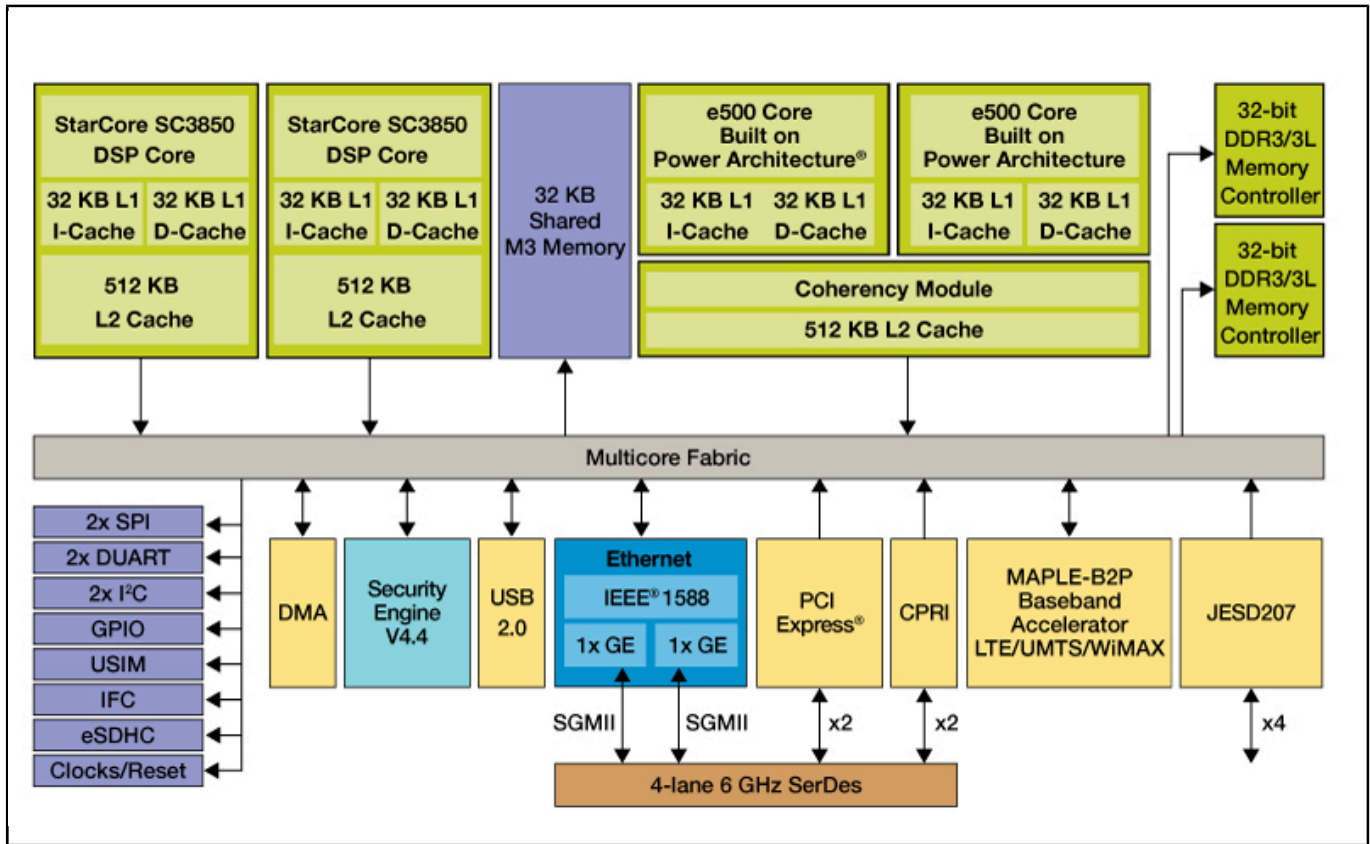 StarCore SC3850
DSP Core
32 KB L1
I-Cache
32 KB L1
D-Cache
512 KB
L2 Cache
StarCore SC3850
DSP Core
32 KB L1
I-Cache
32 KB L1
D-Cache
512 KB
L2 Cache
32 KB
Shared
M3 Memory
e500 Core
Built on
Power Architecture®
32 KB L1
I-Cache
32 KB L1
D-Cache
e500 Core
Built on
Power Architecture
32 KB L1
I-Cache
32 KB L1
D-Cache
Coherency Module
512 KB L2 Cache
32-bit
DDR3/3L
Memory
Controller
32-bit
DDR3/3L
Memory
Controller
Multicore Fabric
2x SPI
2x DUART
2x I²C
GPIO
USIM
IFC
eSDHC
Clocks/Reset
DMA
Security
Engine
V4.4
USB
2.0
Ethernet
IEEE® 1588
1x GE
1x GE
PCI
Express®
CPRI
MAPLE-B2P
Baseband
Accelerator
LTE/UMTS/WiMAX
JESD207
SGMII
SGMII
x2
x2
x4
4-lane 6 GHz SerDes